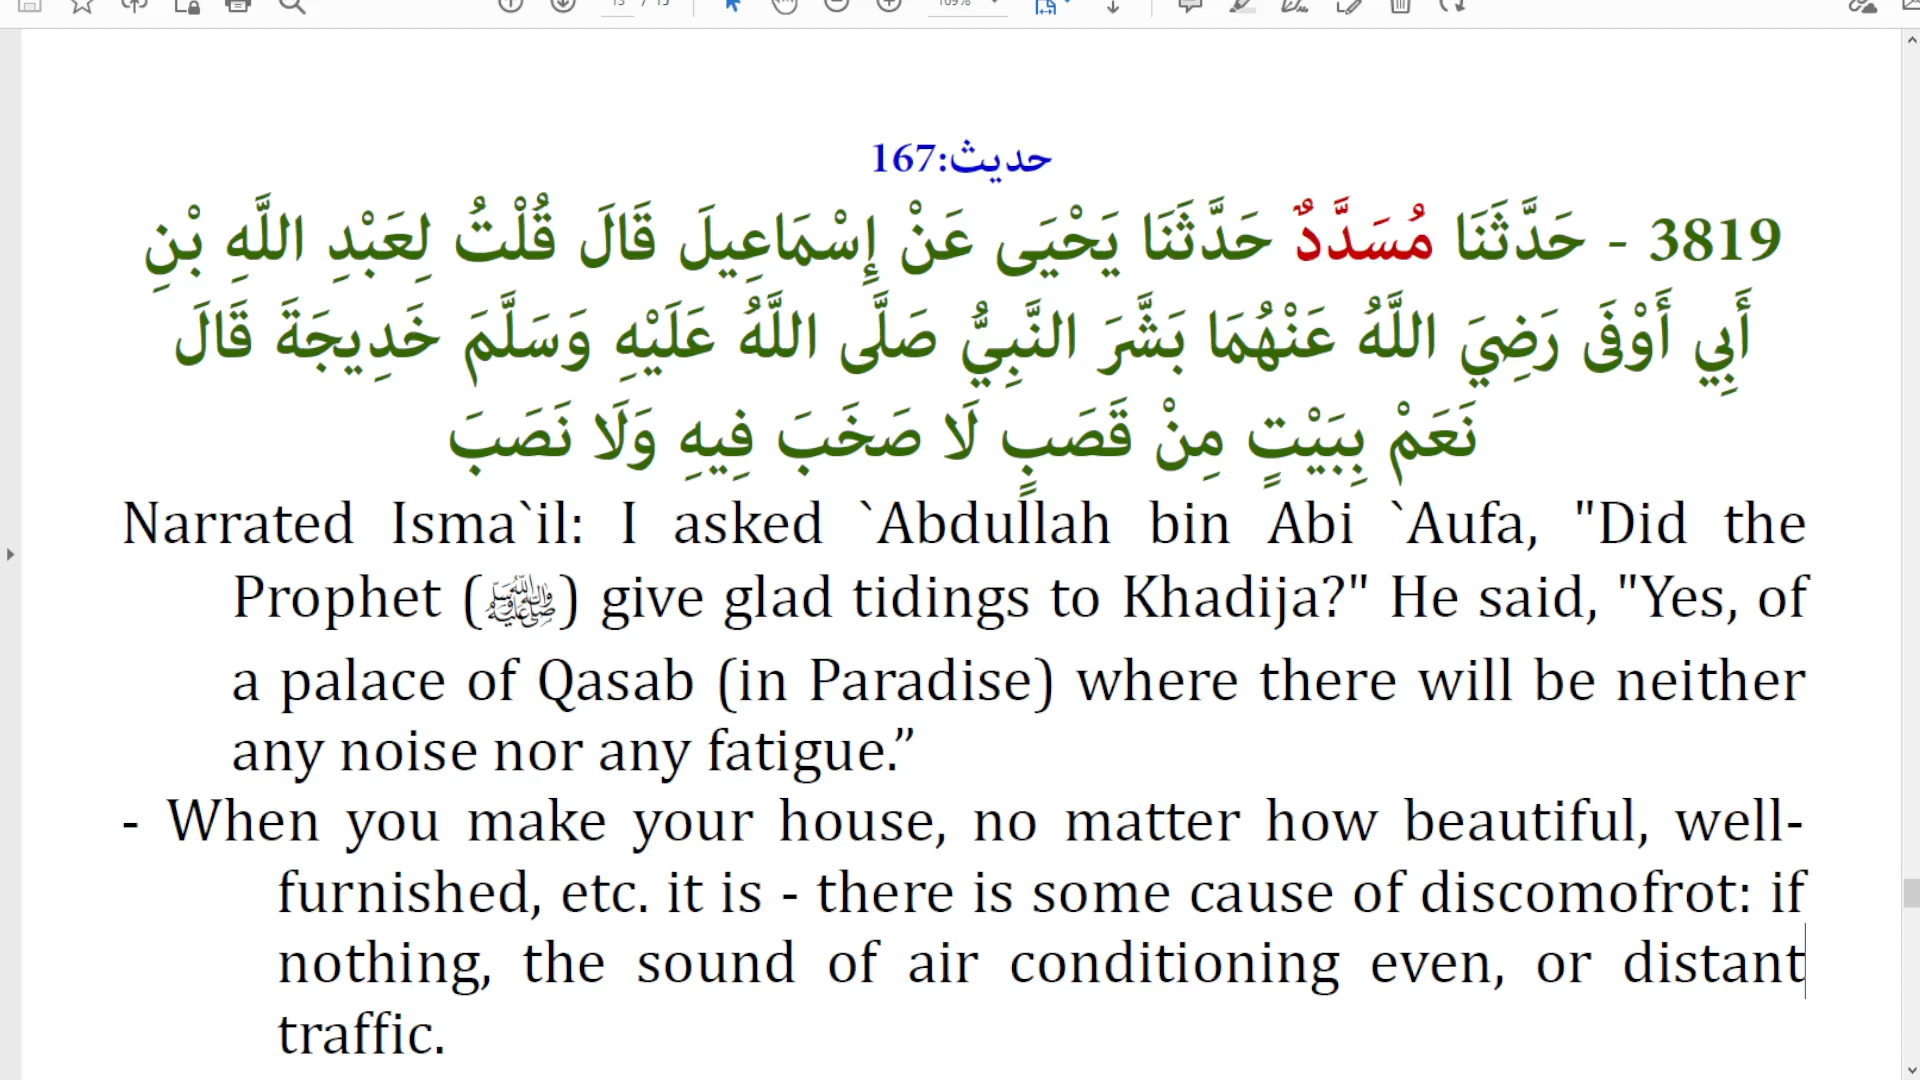 حديث:167
3819 - حَدَّثَنَا مُسَدَّدٌ حَدَّثَنَا يَحْيَى عَنْ إِسْمَاعِيلَ قَالَ قُلْتُ لِعَبْدِ اللَّهِ بْنِ
أَبِي أَوْفَى رَضِيَ اللَّهُ عَنْهُمَا بَشَّرَ النَّبِيُّ صَلَّى اللَّهُ عَلَيْهِ وَسَلَّمَ خَدِيجَةَ قَالَ
نَعَمْ بِبَيْتٍ مِنْ قَصَبٍ لَا صَخَبَ فِيهِ وَلَا نَصَبَ
Narrated Isma`il: I asked `Abdullah bin Abi `Aufa, "Did the
Prophet (ﷺ) give glad tidings to Khadija?" He said, "Yes, of
a palace of Qasab (in Paradise) where there will be neither
any noise nor any fatigue.”
- When you make your house, no matter how beautiful, well-
furnished, etc. it is - there is some cause of discomofrot: if
nothing, the sound of air conditioning even, or distant
traffic.